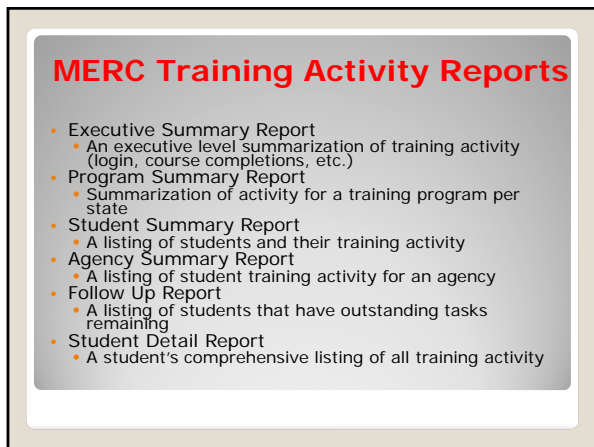 MERC Training Activity Reports
• Executive Summary Report
• An executive level summarization of training activity
(login, course completions, etc.)
• Program Summary Report
• Summarization of activity for a training program per
state
• Student Summary Report
• A listing of students and their training activity
• Agency Summary Report
• A listing of student training activity for an agency
• Follow Up Report
• A listing of students that have outstanding tasks
remaining
• Student Detail Report
• A student’s comprehensive listing of all training activity